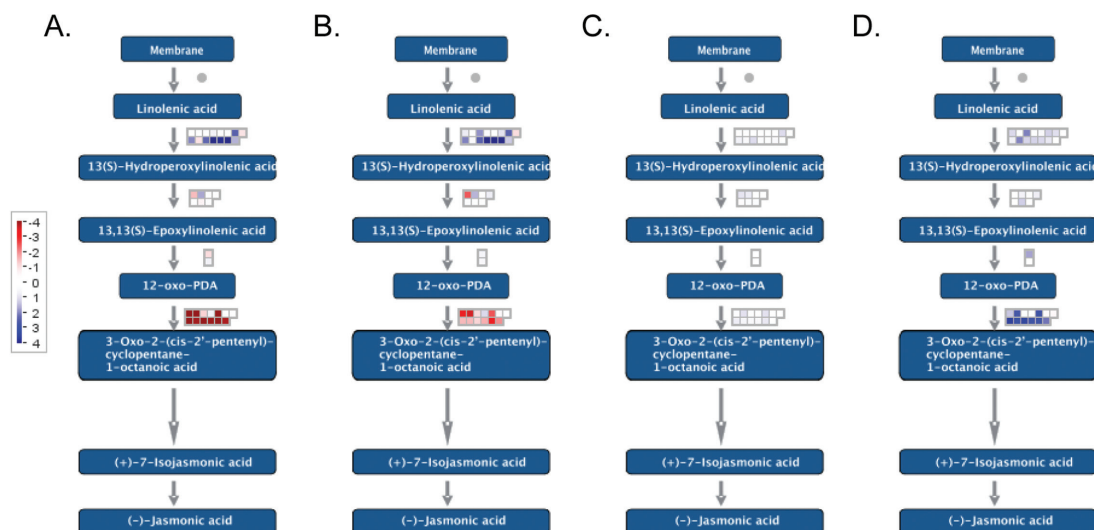 A.
B.
C.
D.
Membrane
Membrane
Membrane
Membrane
Linolenic acid
Linolenic acid
Linolenic acid
Linolenic acid
13(S)-Hydroperoxylinolenic acid
13(S)-Hydroperoxylinolenic acid
13(S)-Hydroperoxylinolenic acid
13(S)-Hydroperoxylinolenic acid
-4
-3
-2
-1
0
1
2
3
4
13,13(S)-Epoxylinolenic acid
13,13(S)-Epoxylinolenic acid
13,13(S)-Epoxylinolenic acid
13,13(S)-Epoxylinolenic acid
12-oxo-PDA
12-oxo-PDA
12-oxo-PDA
12-oxo-PDA
3-Oxo-2-(cis-2'-pentenyl)-
cyclopentane-
1-octanoic acid
3-Oxo-2-(cis-2'-pentenyl)-
cyclopentane-
1-octanoic acid
3-Oxo-2-(cis-2'-pentenyl)-
cyclopentane-
1-octanoic acid
3-Oxo-2-(cis-2'-pentenyl)-
cyclopentane-
1-octanoic acid
(+)-7-Isojasmonic acid
(+)-7-Isojasmonic acid
(+)-7-Isojasmonic acid
(+)-7-Isojasmonic acid
(-)-Jasmonic acid
(-)-Jasmonic acid
(-)-Jasmonic acid
(-)-Jasmonic acid